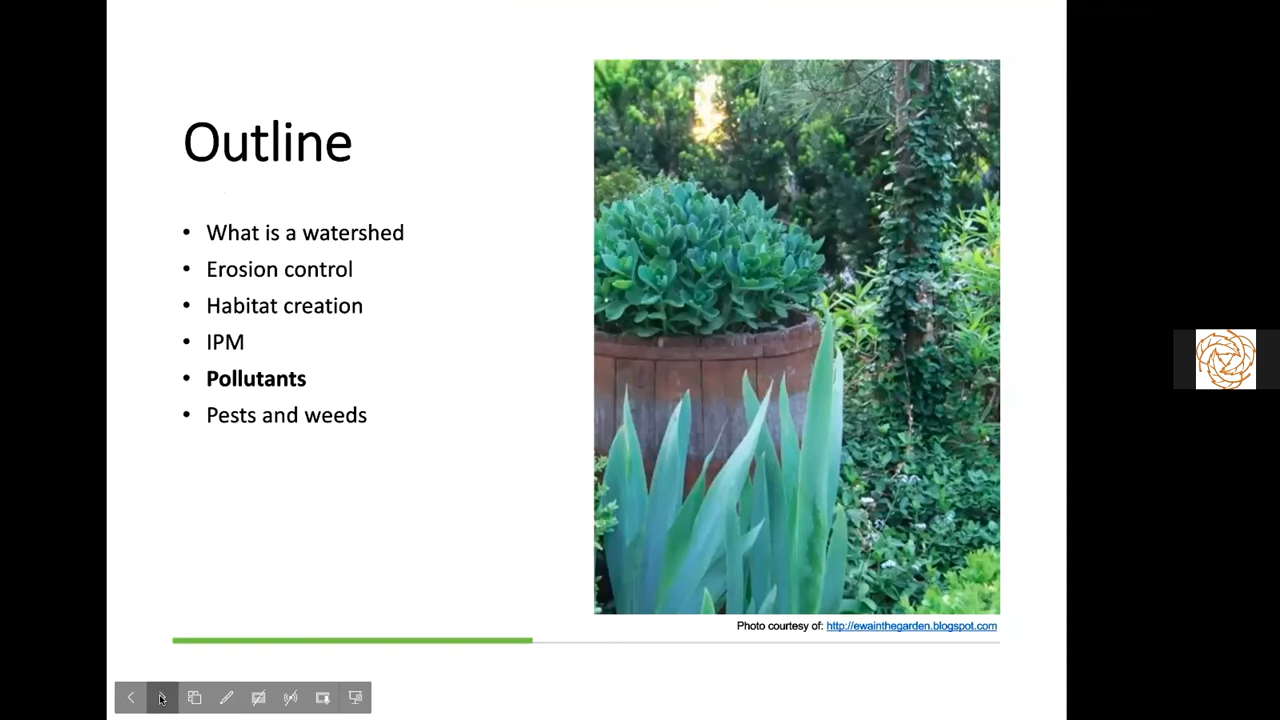 Outline
• What is a watershed
• Erosion control
• Habitat creation
• IPM
• Pollutants
• Pests and weeds
Photo courtesy of: http://ewainthegarden.blogspot.com